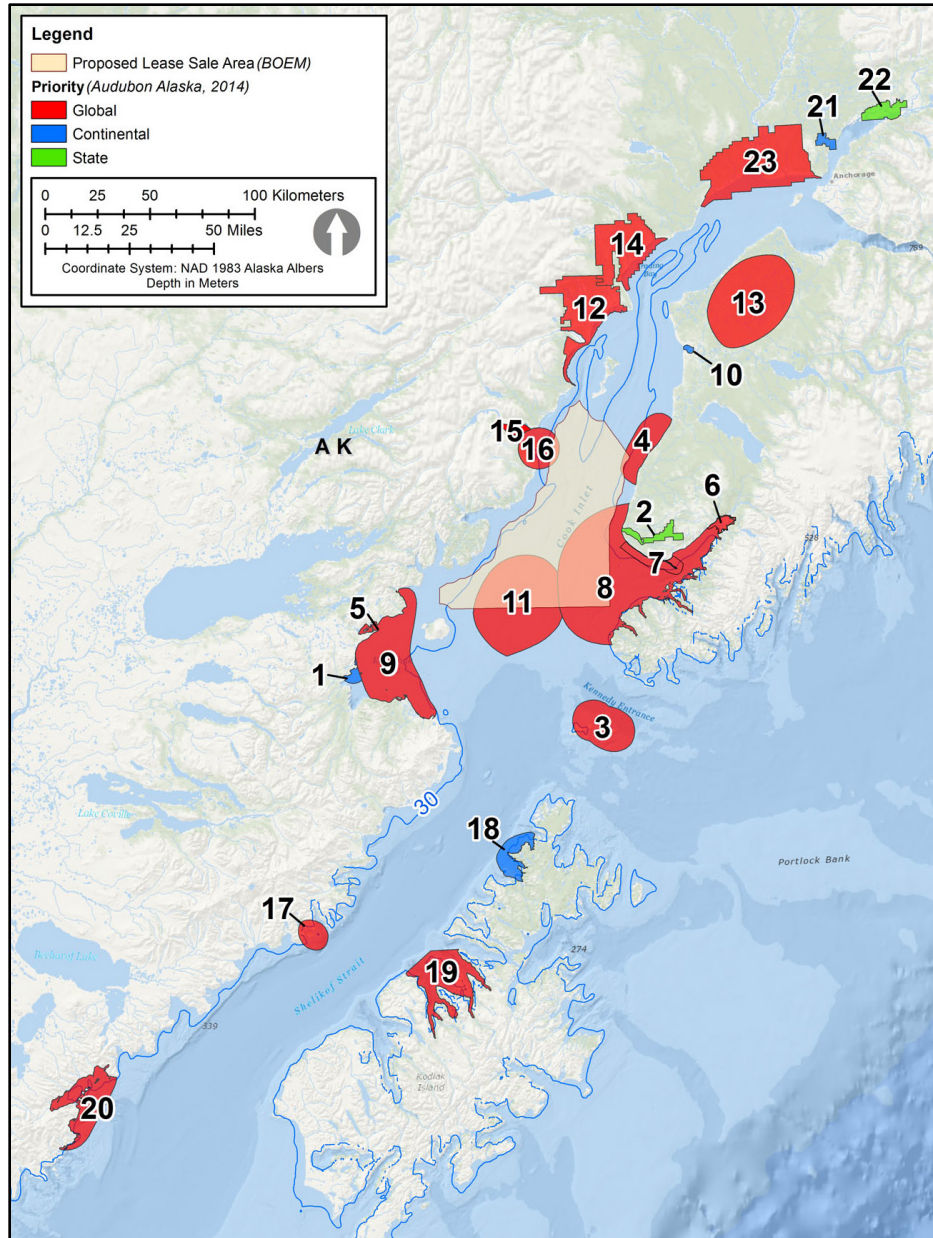 Legend
Proposed Lease Sale Area (BOEM)
Priority (Audubon Alaska, 2014)
Global
Continental
State
0 25 50 100 Kilometers
0 12.5 25 50 Miles
Coordinate System: NAD 1983 Alaska Albers
Depth in Meters
22
21
23
Anchorage
14
12
13
10
Lake Clark
A K
15
16
4
Cook Inlet
6
2
7
8
11
5
9
1
Kennedy Entrance
3
30
Lake Coville
18
Portlock Bank
17
274
Becharof Lake
19
Shelikof Strait
339
Kodiak
Island
20